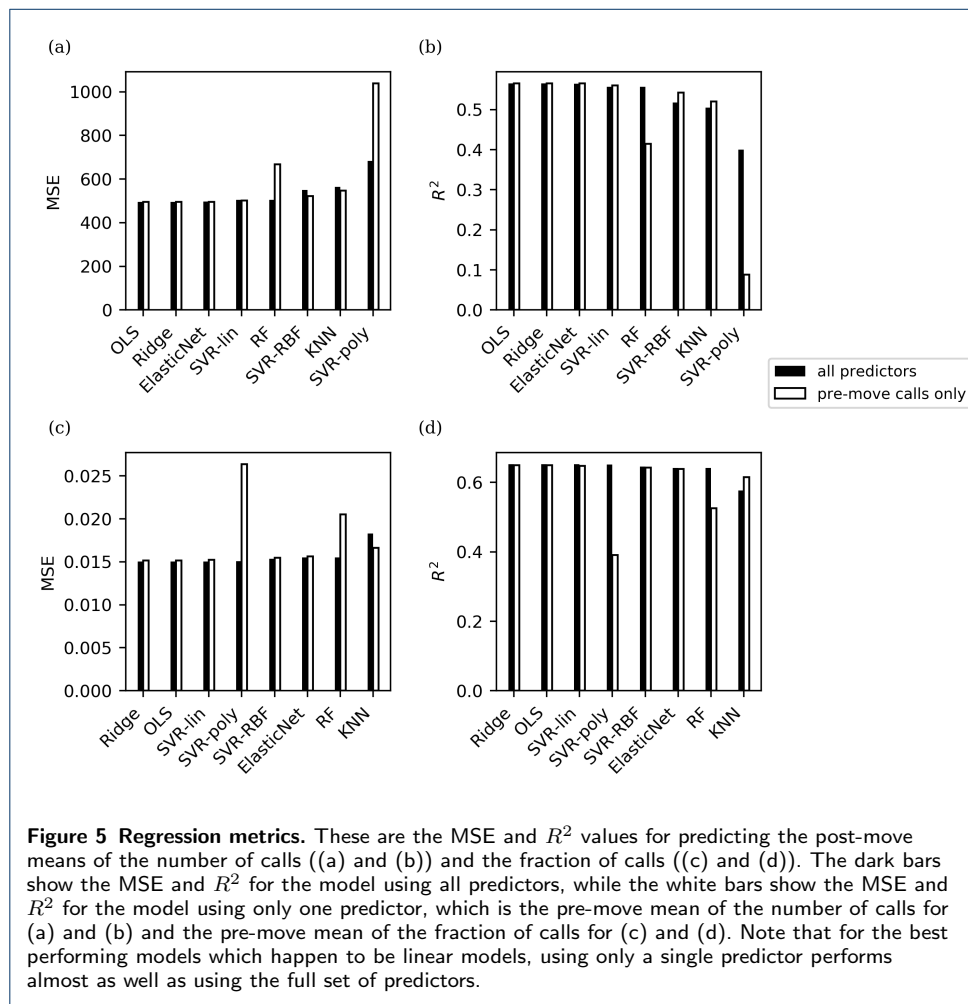 (a)
1000
800
600
400
200
0
MSE
OLS
Ridge
ElasticNet
SVR-lin
RF
SVR-RBF
KNN
SVR-poly
(b)
0.5
0.4
0.3
0.2
0.1
0.0
R²
OLS
Ridge
ElasticNet
SVR-lin
RF
SVR-RBF
KNN
SVR-poly
all predictors
pre-move calls only
(c)
0.025
0.020
0.015
0.010
0.005
0.000
MSE
Ridge
OLS
SVR-lin
SVR-poly
SVR-RBF
ElasticNet
RF
KNN
(d)
0.6
0.4
0.2
0.0
R²
Ridge
OLS
SVR-lin
SVR-poly
SVR-RBF
ElasticNet
RF
KNN
Figure 5 Regression metrics. These are the MSE and R² values for predicting the post-move
means of the number of calls ((a) and (b)) and the fraction of calls ((c) and (d)). The dark bars
show the MSE and R² for the model using all predictors, while the white bars show the MSE and
R² for the model using only one predictor, which is the pre-move mean of the number of calls for
(a) and (b) and the pre-move mean of the fraction of calls for (c) and (d). Note that for the best
performing models which happen to be linear models, using only a single predictor performs
almost as well as using the full set of predictors.